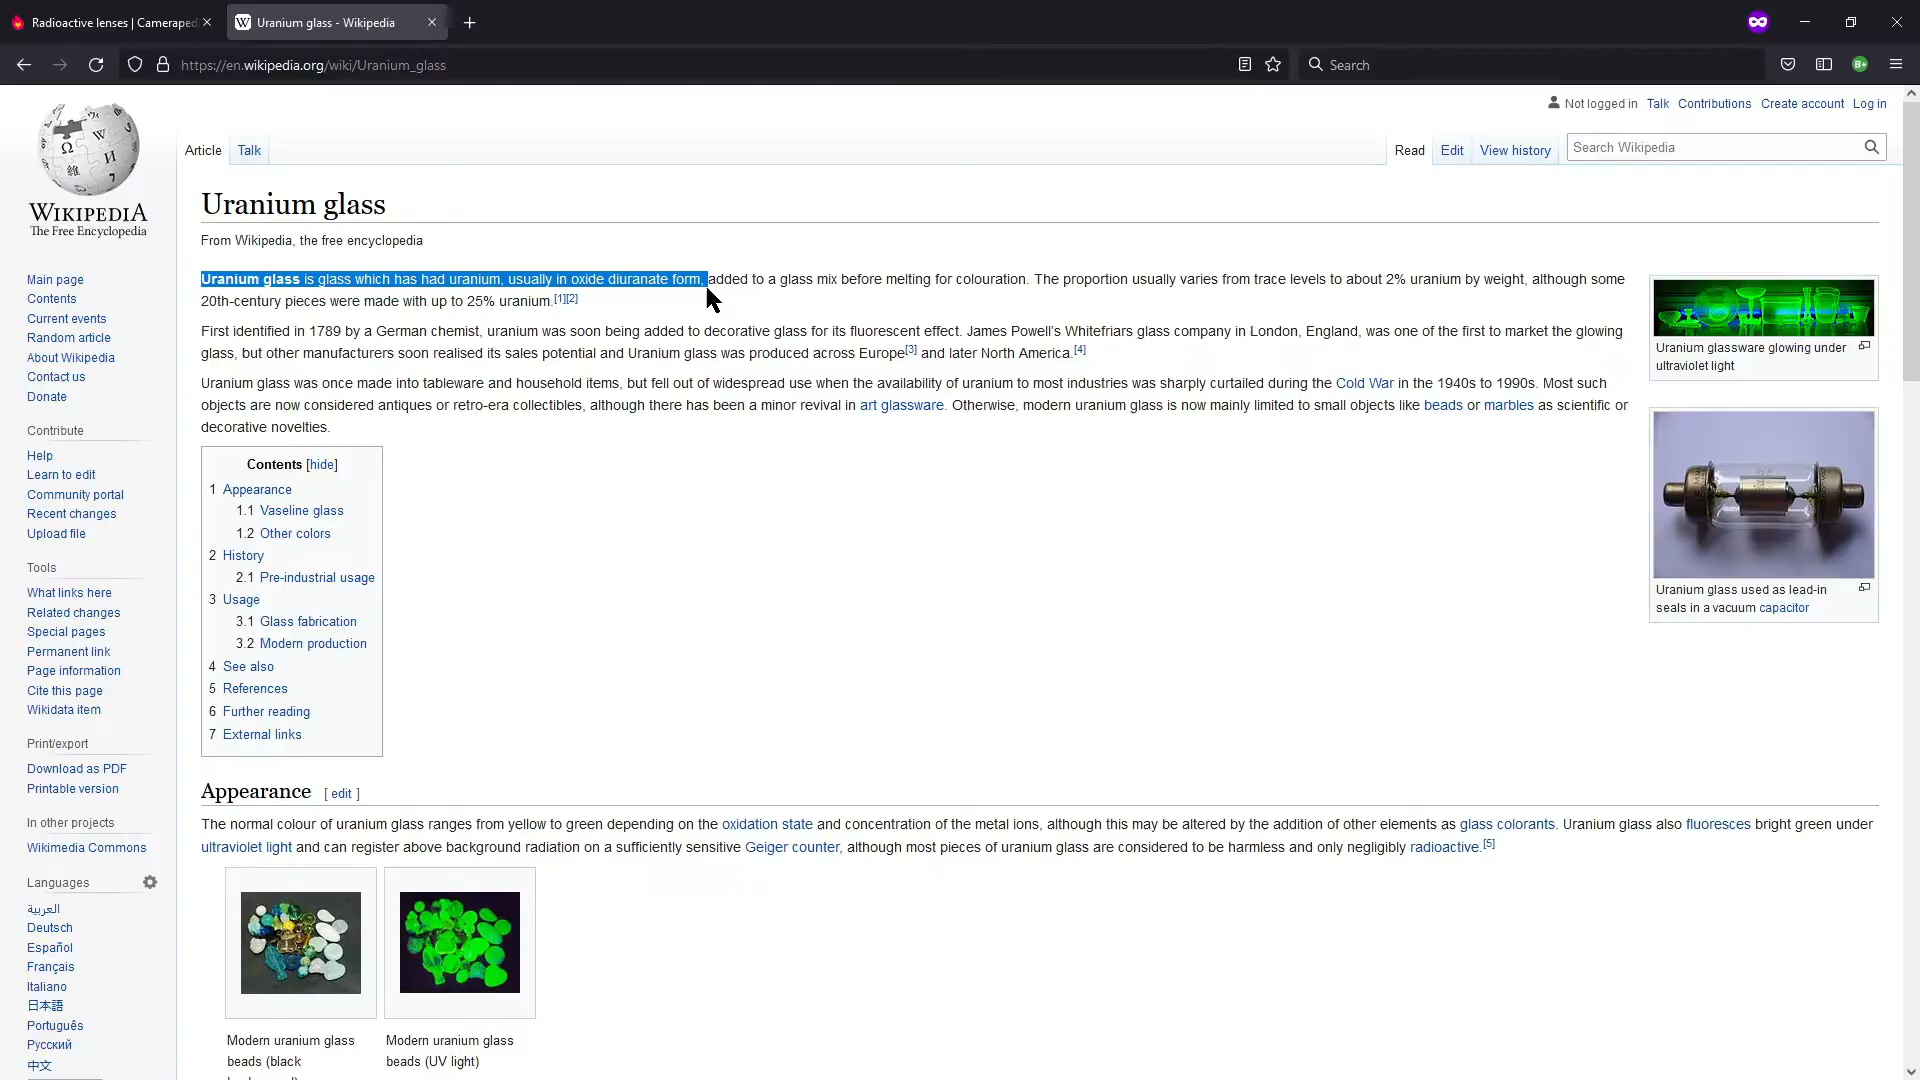 Radioactive lenses | Cameraped
Uranium glass - Wikipedia
https://en.wikipedia.org/wiki/Uranium_glass
Search
Not logged in Talk Contributions Create account Log in
Article Talk
Read Edit View history
Search Wikipedia
WIKIPEDIA
The Free Encyclopedia
Main page
Contents
Current events
Random article
About Wikipedia
Contact us
Donate
Contribute
Help
Learn to edit
Community portal
Recent changes
Upload file
Tools
What links here
Related changes
Special pages
Permanent link
Page information
Cite this page
Wikidata item
Print/export
Download as PDF
Printable version
In other projects
Wikimedia Commons
Languages
العربية
Deutsch
Español
Français
Italiano
日本語
Português
Русский
中文
Uranium glass
From Wikipedia, the free encyclopedia
Uranium glass is glass which has had uranium, usually in oxide diuranate form, added to a glass mix before melting for colouration. The proportion usually varies from trace levels to about 2% uranium by weight, although some
20th-century pieces were made with up to 25% uranium.[1][2]
First identified in 1789 by a German chemist, uranium was soon being added to decorative glass for its fluorescent effect. James Powell's Whitefriars glass company in London, England, was one of the first to market the glowing
glass, but other manufacturers soon realised its sales potential and Uranium glass was produced across Europe[3] and later North America.[4]
Uranium glass was once made into tableware and household items, but fell out of widespread use when the availability of uranium to most industries was sharply curtailed during the Cold War in the 1940s to 1990s. Most such
objects are now considered antiques or retro-era collectibles, although there has been a minor revival in art glassware. Otherwise, modern uranium glass is now mainly limited to small objects like beads or marbles as scientific or
decorative novelties.
Uranium glassware glowing under
ultraviolet light
Uranium glass used as lead-in
seals in a vacuum capacitor
Contents [hide]
1 Appearance
1.1 Vaseline glass
1.2 Other colors
2 History
2.1 Pre-industrial usage
3 Usage
3.1 Glass fabrication
3.2 Modern production
4 See also
5 References
6 Further reading
7 External links
Appearance [ edit ]
The normal colour of uranium glass ranges from yellow to green depending on the oxidation state and concentration of the metal ions, although this may be altered by the addition of other elements as glass colorants. Uranium glass also fluoresces bright green under
ultraviolet light and can register above background radiation on a sufficiently sensitive Geiger counter, although most pieces of uranium glass are considered to be harmless and only negligibly radioactive.[5]
Modern uranium glass
beads (black
Modern uranium glass
beads (UV light)